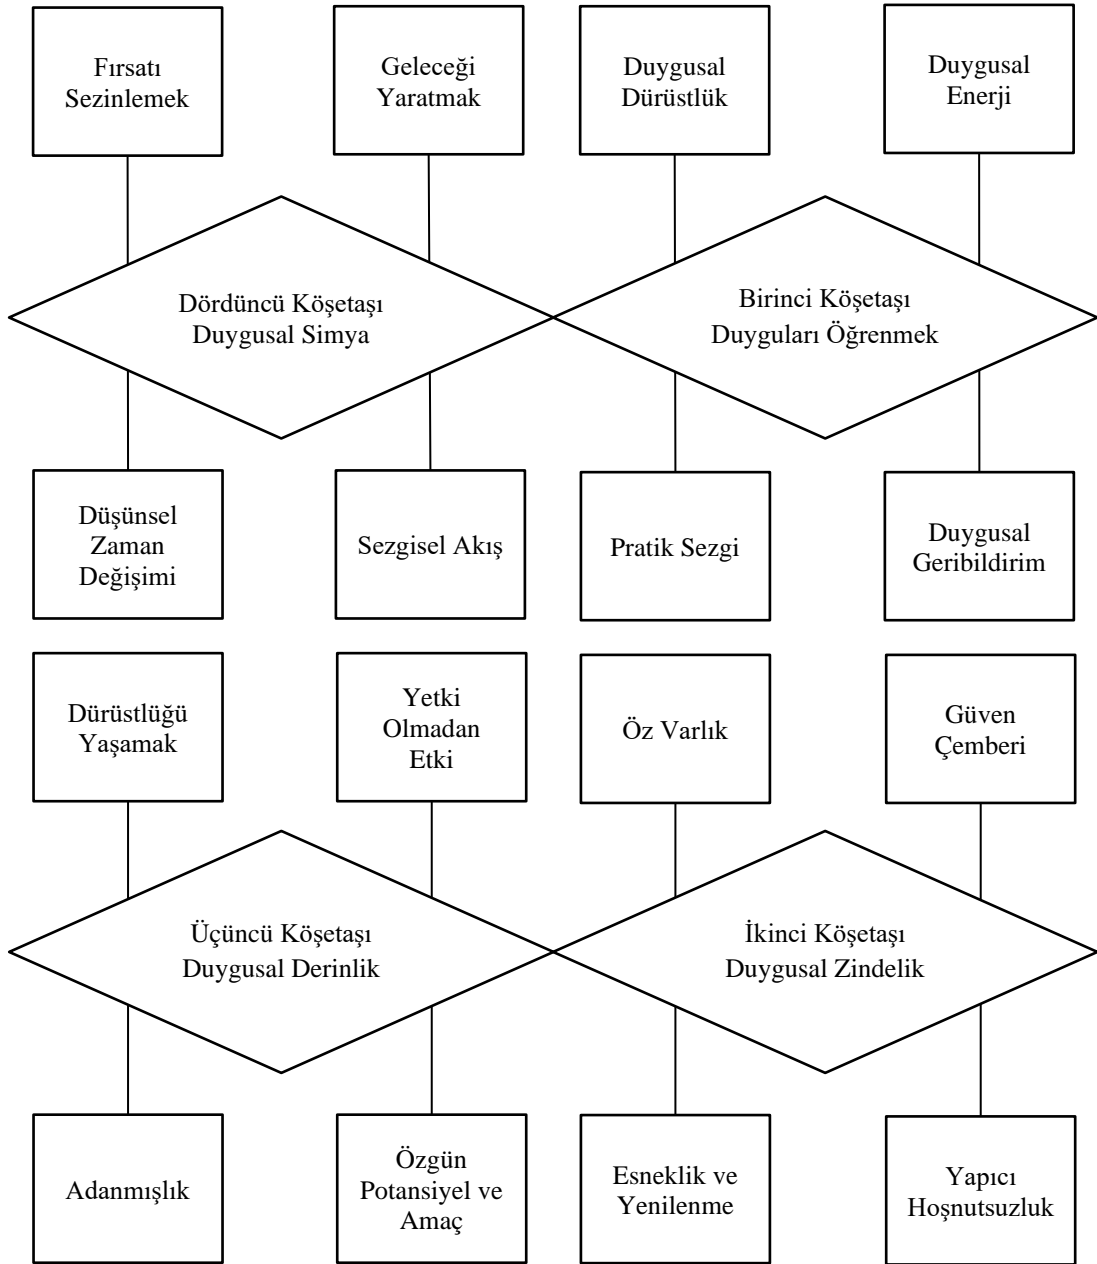 Fırsatı
Sezinlemek
Geleceği
Yaratmak
Duygusal
Dürüstlük
Duygusal
Enerji
Dördüncü Köşetaşı
Duygusal Simya
Birinci Köşetaşı
Duyguları Öğrenmek
Düşünsel
Zaman
Değişimi
Sezgisel Akış
Pratik Sezgi
Duygusal
Geribildirim
Dürüstlüğü
Yaşamak
Yetki
Olmadan
Etki
Öz Varlık
Güven
Çemberi
Üçüncü Köşetaşı
Duygusal Derinlik
İkinci Köşetaşı
Duygusal Zindelik
Adanmışlık
Özgün
Potansiyel ve
Amaç
Esneklik ve
Yenilenme
Yapıcı
Hoşnutsuzluk